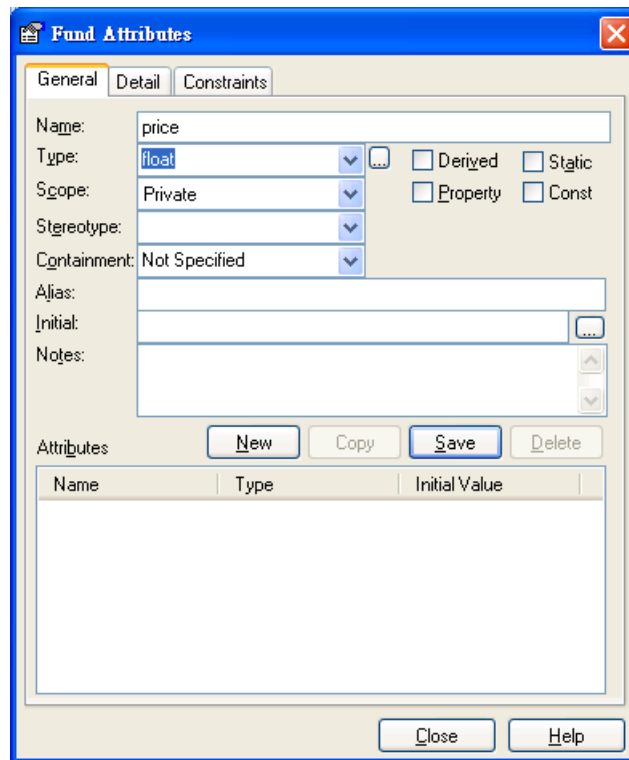 Fund Attributes
General Detail Constraints
Name: price
Type: float ... Derived Static
Scope: Private Property Const
Stereotype:
Containment: Not Specified
Alias:
Initial: ...
Notes:
Attributes New Copy Save Delete
Name Type Initial Value
Close Help